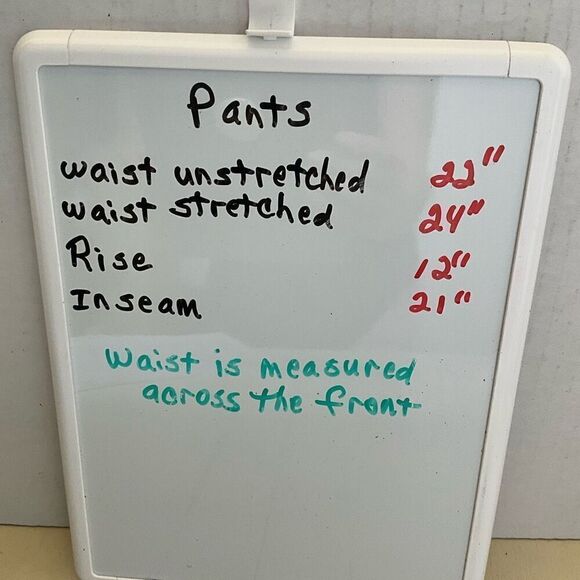 Pants
waist unstretched 22"
waist stretched 24"
Rise 12"
Inseam 21"
Waist is measured
across the front